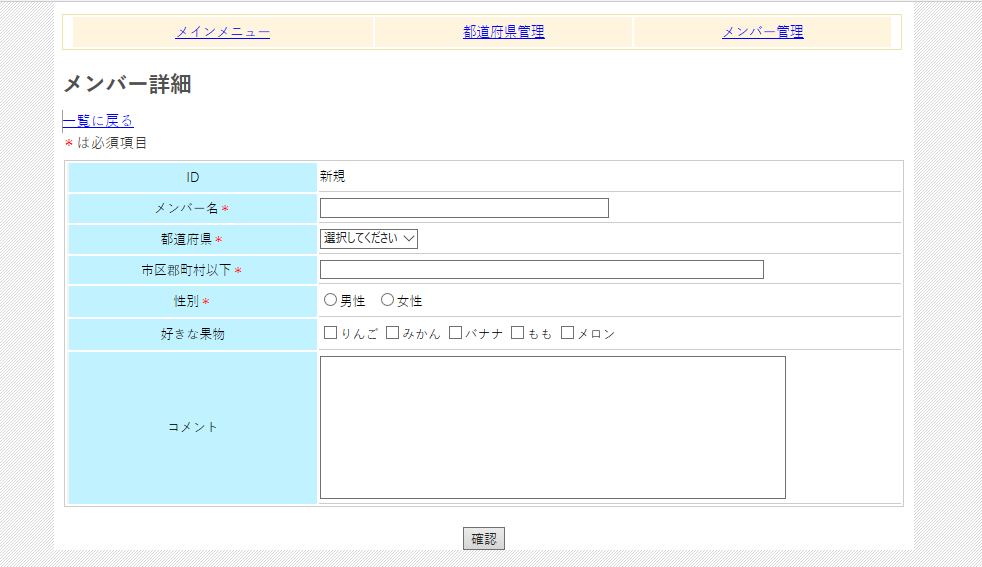 メインメニュー 都道府県管理 メンバー管理
メンバー詳細
一覧に戻る
* は必須項目
ID 新規
メンバー名*
都道府県* 選択してください
市区郡町村以下*
性別* 男性 女性
好きな果物 りんご みかん バナナ もも メロン
コメント
確認